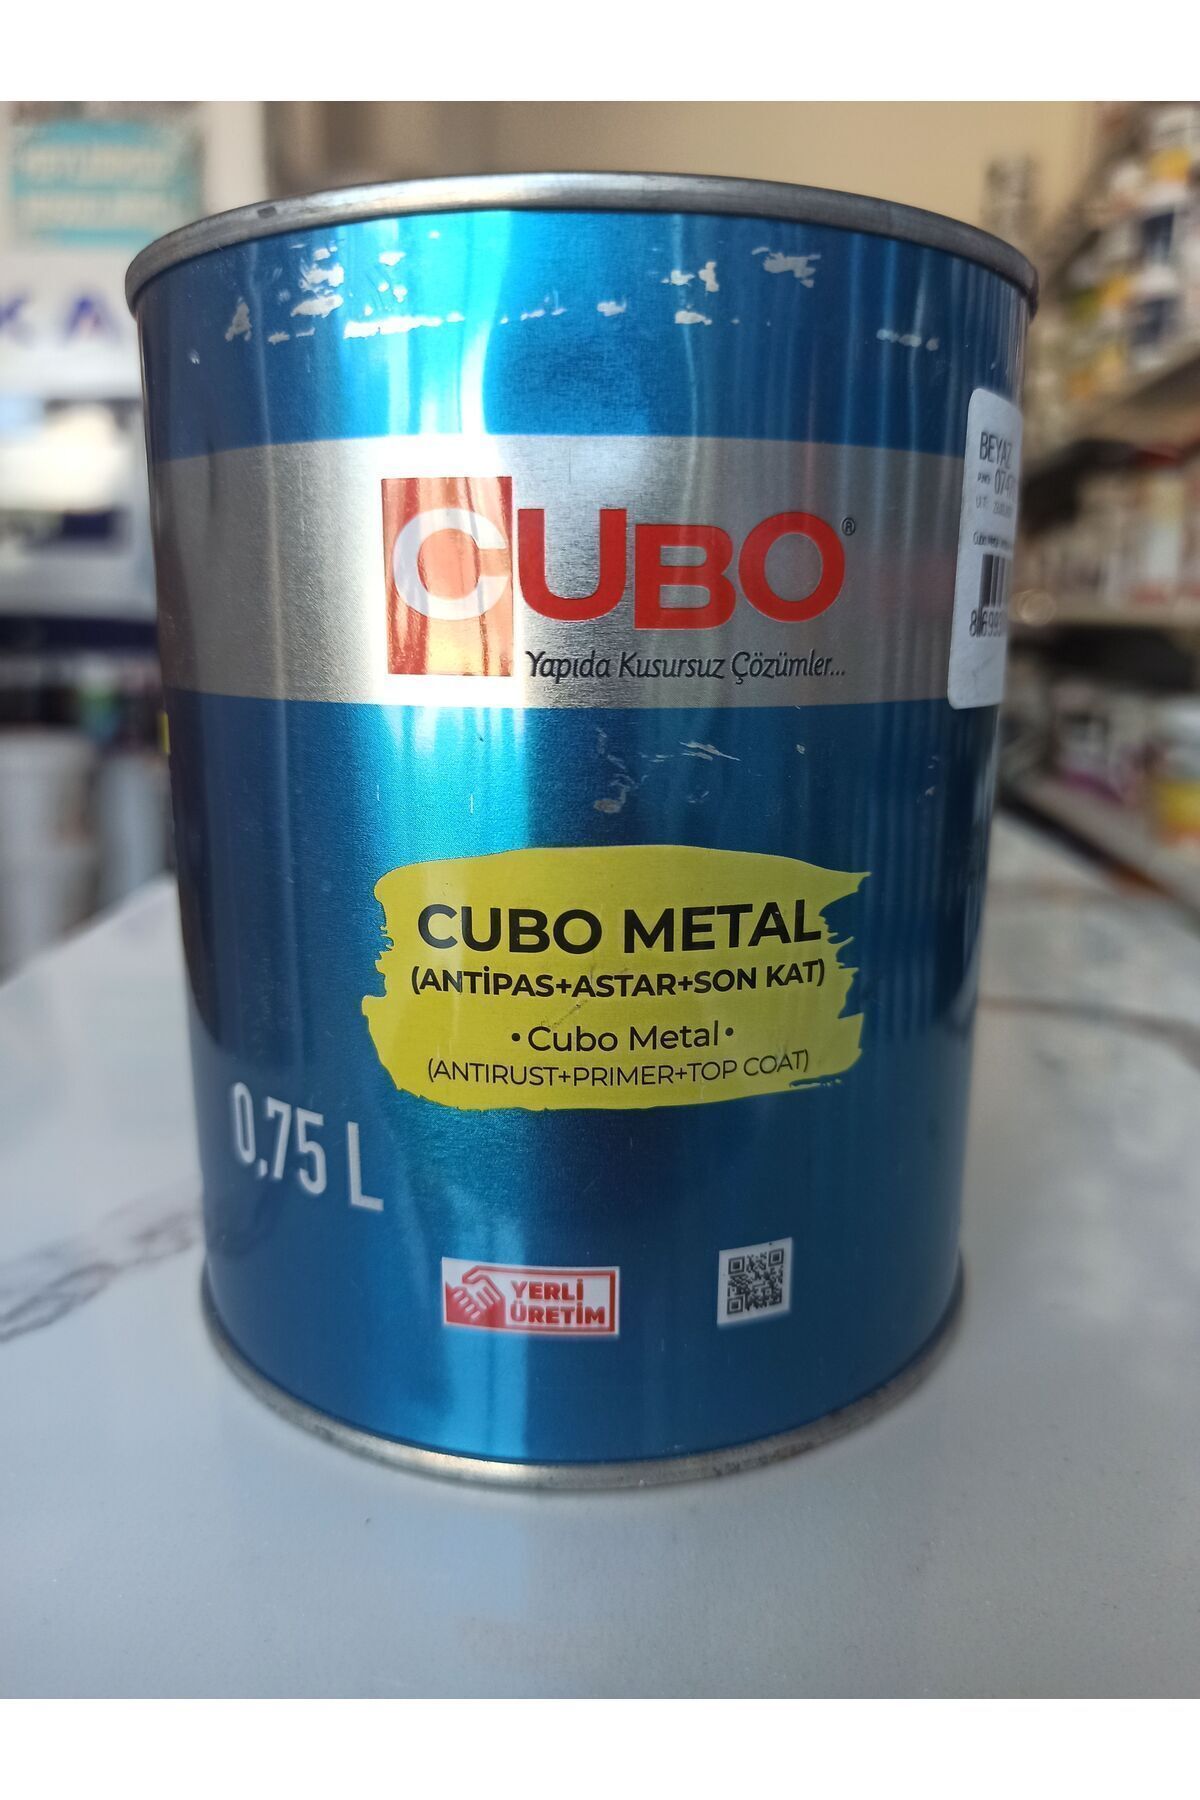 CUBO®
Yapıda Kusursuz Çözümler...
BEYAZ
CUBO METAL
(ANTİPAS+ASTAR+SON KAT)
•Cubo Metal•
(ANTIRUST+PRIMER+TOP COAT)
0,75 L
YERLİ
ÜRETİM